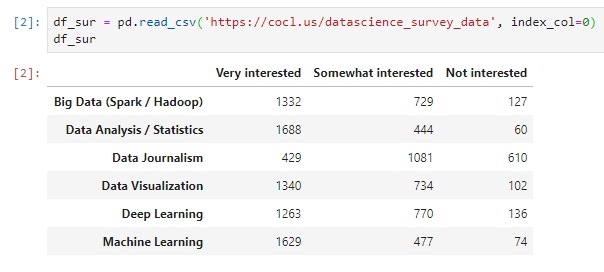 [2]: df_sur = pd.read_csv('https://cocl.us/datascience_survey_data', index_col=0)
df_sur
[2]: Very interested Somewhat interested Not interested
Big Data (Spark / Hadoop) 1332 729 127
Data Analysis / Statistics 1688 444 60
Data Journalism 429 1081 610
Data Visualization 1340 734 102
Deep Learning 1263 770 136
Machine Learning 1629 477 74